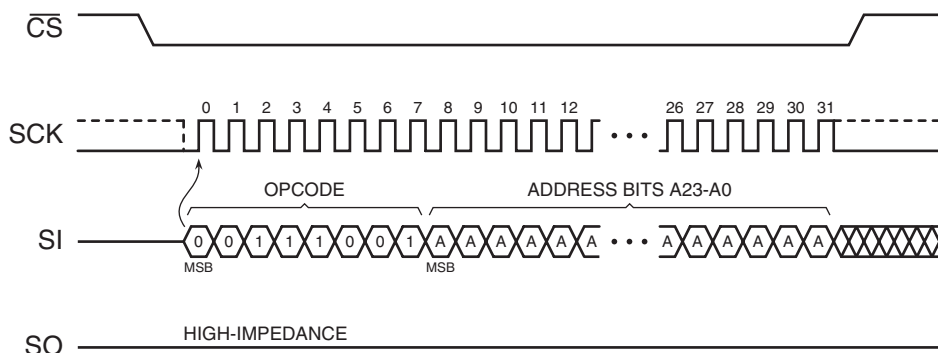 CS
0 1 2 3 4 5 6 7 8 9 10 11 12 26 27 28 29 30 31
SCK
OPCODE ADDRESS BITS A23-A0
SI 0 0 1 1 1 0 0 1 A A A A A A A A A A A A
MSB MSB
HIGH-IMPEDANCE
SO